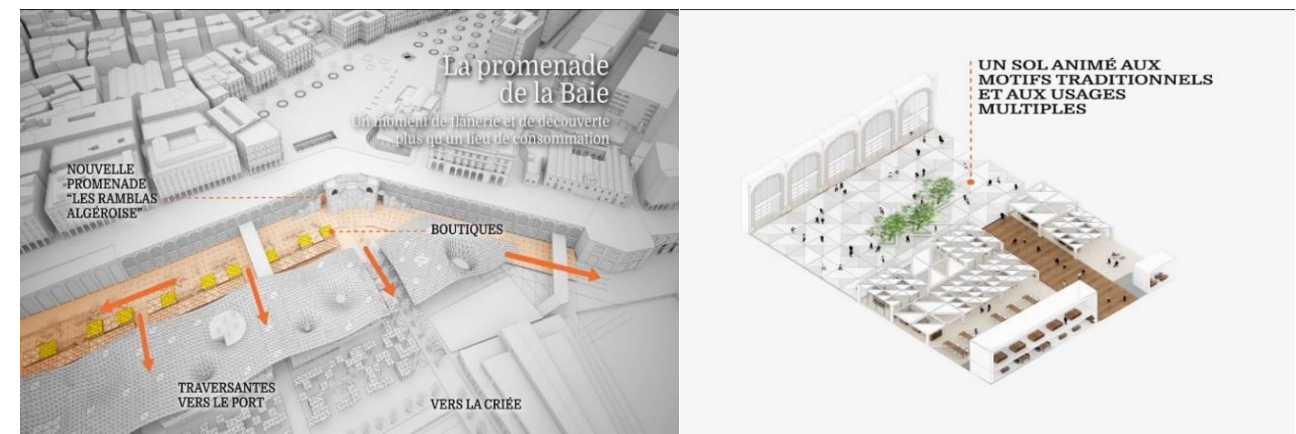 La promenade
de la Baie
Un moment de flânerie et de découverte
plus qu'un lieu de consommation
NOUVELLE
PROMENADE
"LES RAMBLAS
ALGÉROISE"
BOUTIQUES
TRAVERSANTES
VERS LE PORT
VERS LA CRIÉE
UN SOL ANIMÉ AUX
MOTIFS TRADITIONNELS
ET AUX USAGES
MULTIPLES